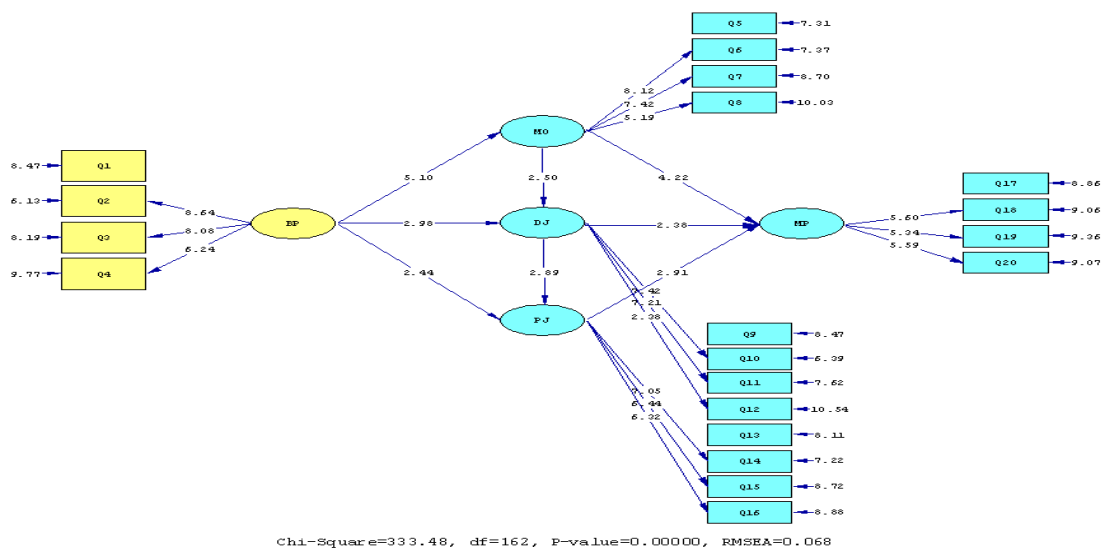 Q5
7.31
Q6
7.37
Q7
8.70
Q8
10.03
8.12
7.42
5.19
MO
8.47
Q1
6.13
Q2
8.19
Q3
9.77
Q4
8.64
8.08
6.24
BP
5.10
2.98
2.44
2.50
DJ
2.89
PJ
4.22
2.38
2.91
MP
5.60
5.34
5.59
Q17
8.86
Q18
9.06
Q19
9.36
Q20
9.07
7.42
7.21
2.38
Q9
8.47
Q10
6.39
Q11
7.62
Q12
10.54
7.05
6.44
6.32
Q13
8.11
Q14
7.22
Q15
8.72
Q16
8.88
Chi-Square=333.48, df=162, P-value=0.00000, RMSEA=0.068